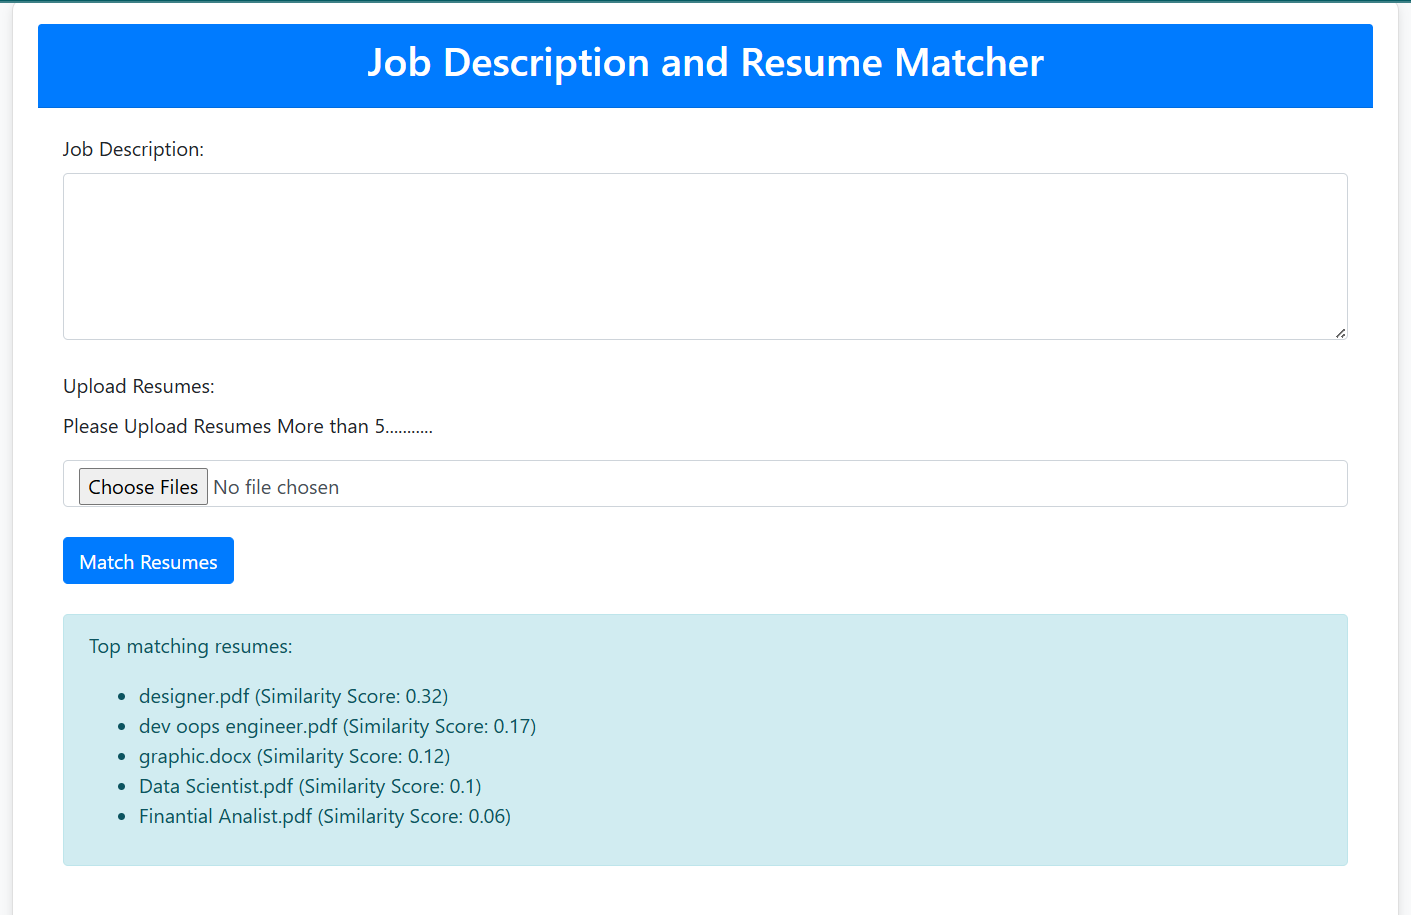 Job Description and Resume Matcher
Job Description:
Upload Resumes:
Please Upload Resumes More than 5...........
Choose Files No file chosen
Match Resumes
Top matching resumes:
• designer.pdf (Similarity Score: 0.32)
• dev oops engineer.pdf (Similarity Score: 0.17)
• graphic.docx (Similarity Score: 0.12)
• Data Scientist.pdf (Similarity Score: 0.1)
• Finantial Analist.pdf (Similarity Score: 0.06)